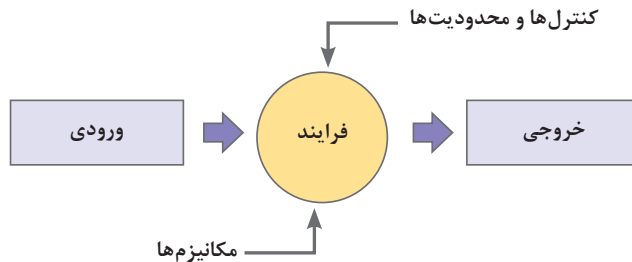 کنترل‌ها و محدودیت‌ها
ورودی
فرایند
خروجی
مکانیزم‌ها